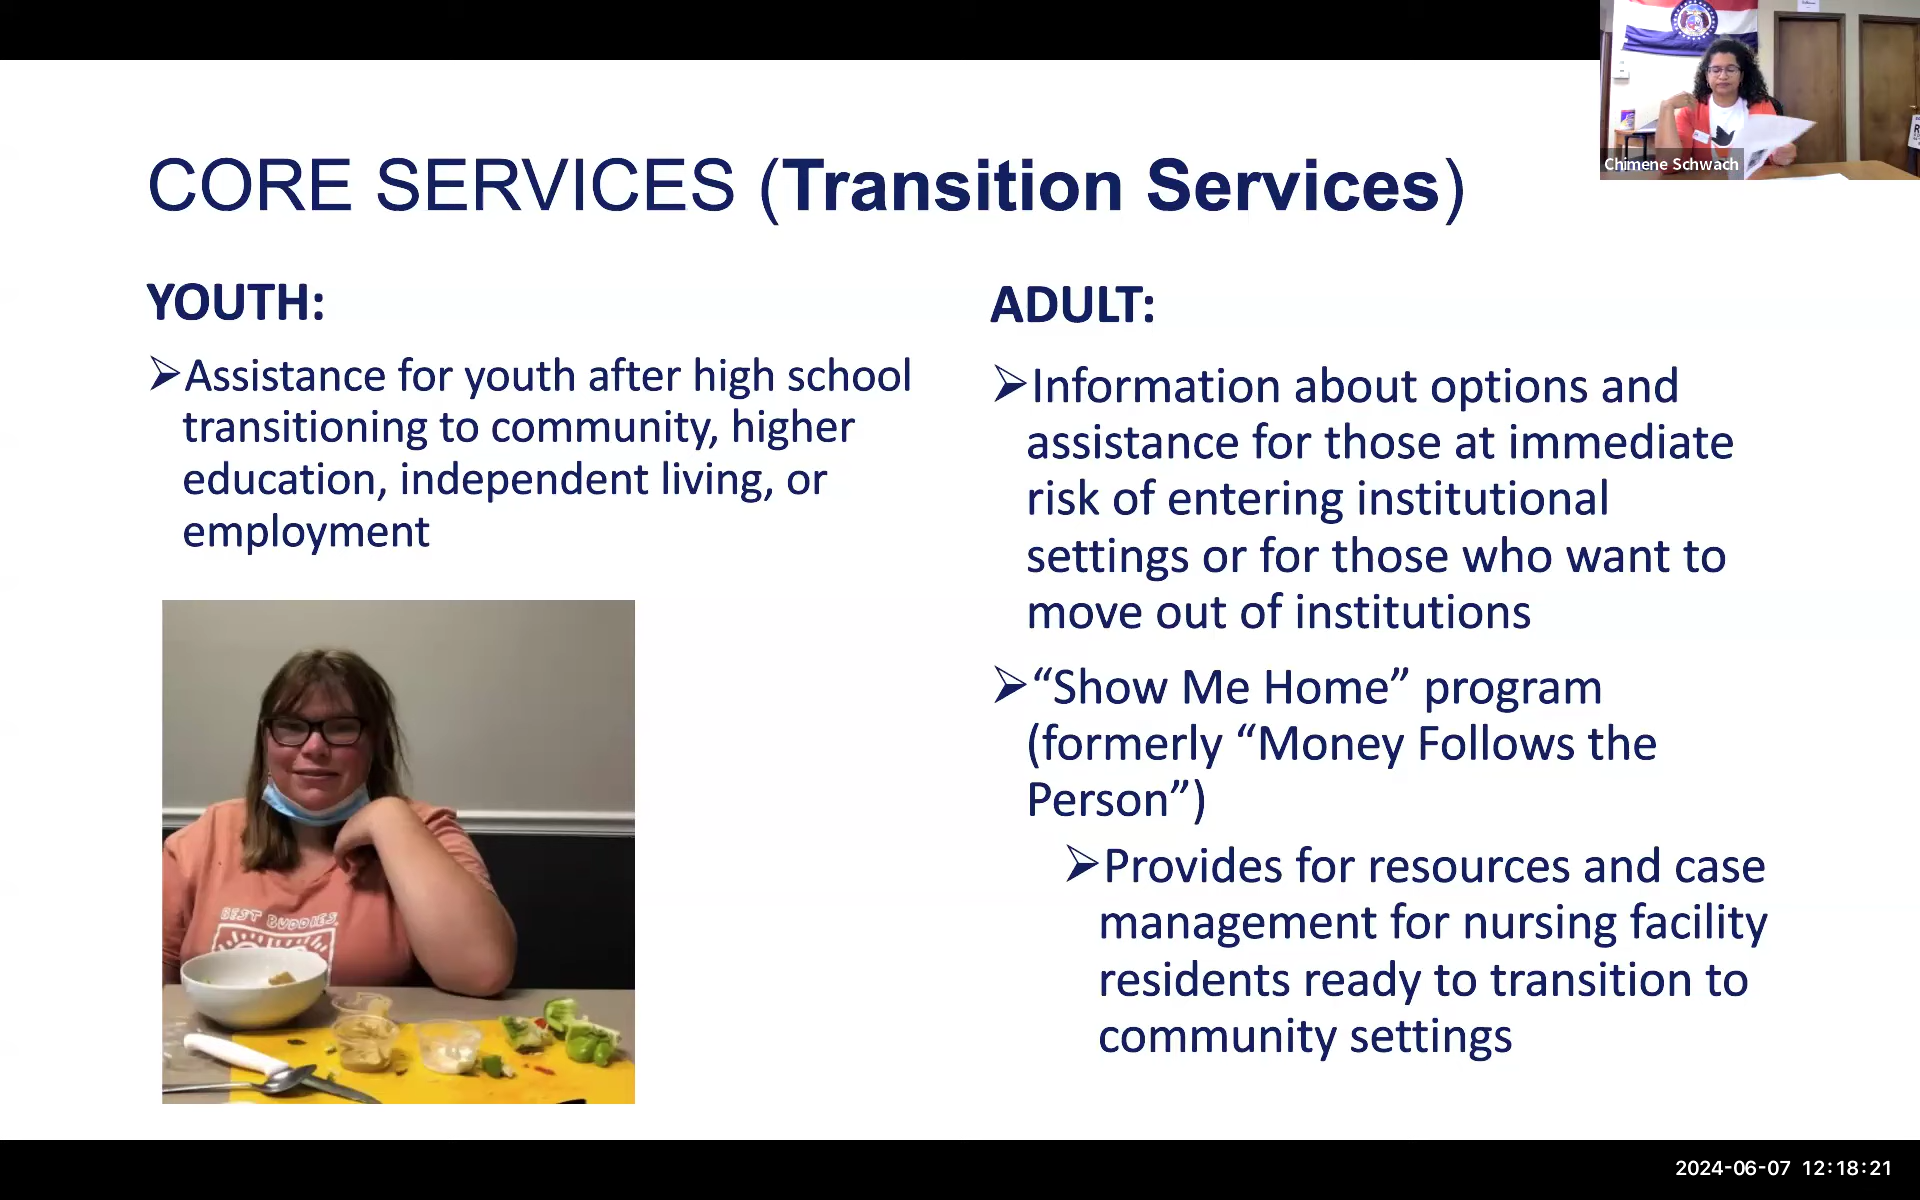 Chimene Schwach
CORE SERVICES (Transition Services)
YOUTH:
➢Assistance for youth after high school
transitioning to community, higher
education, independent living, or
employment
BEST BUDDIES
ADULT:
➢Information about options and
assistance for those at immediate
risk of entering institutional
settings or for those who want to
move out of institutions
➢“Show Me Home” program
(formerly “Money Follows the
Person”)
➢Provides for resources and case
management for nursing facility
residents ready to transition to
community settings
2024-06-07 12:18:21